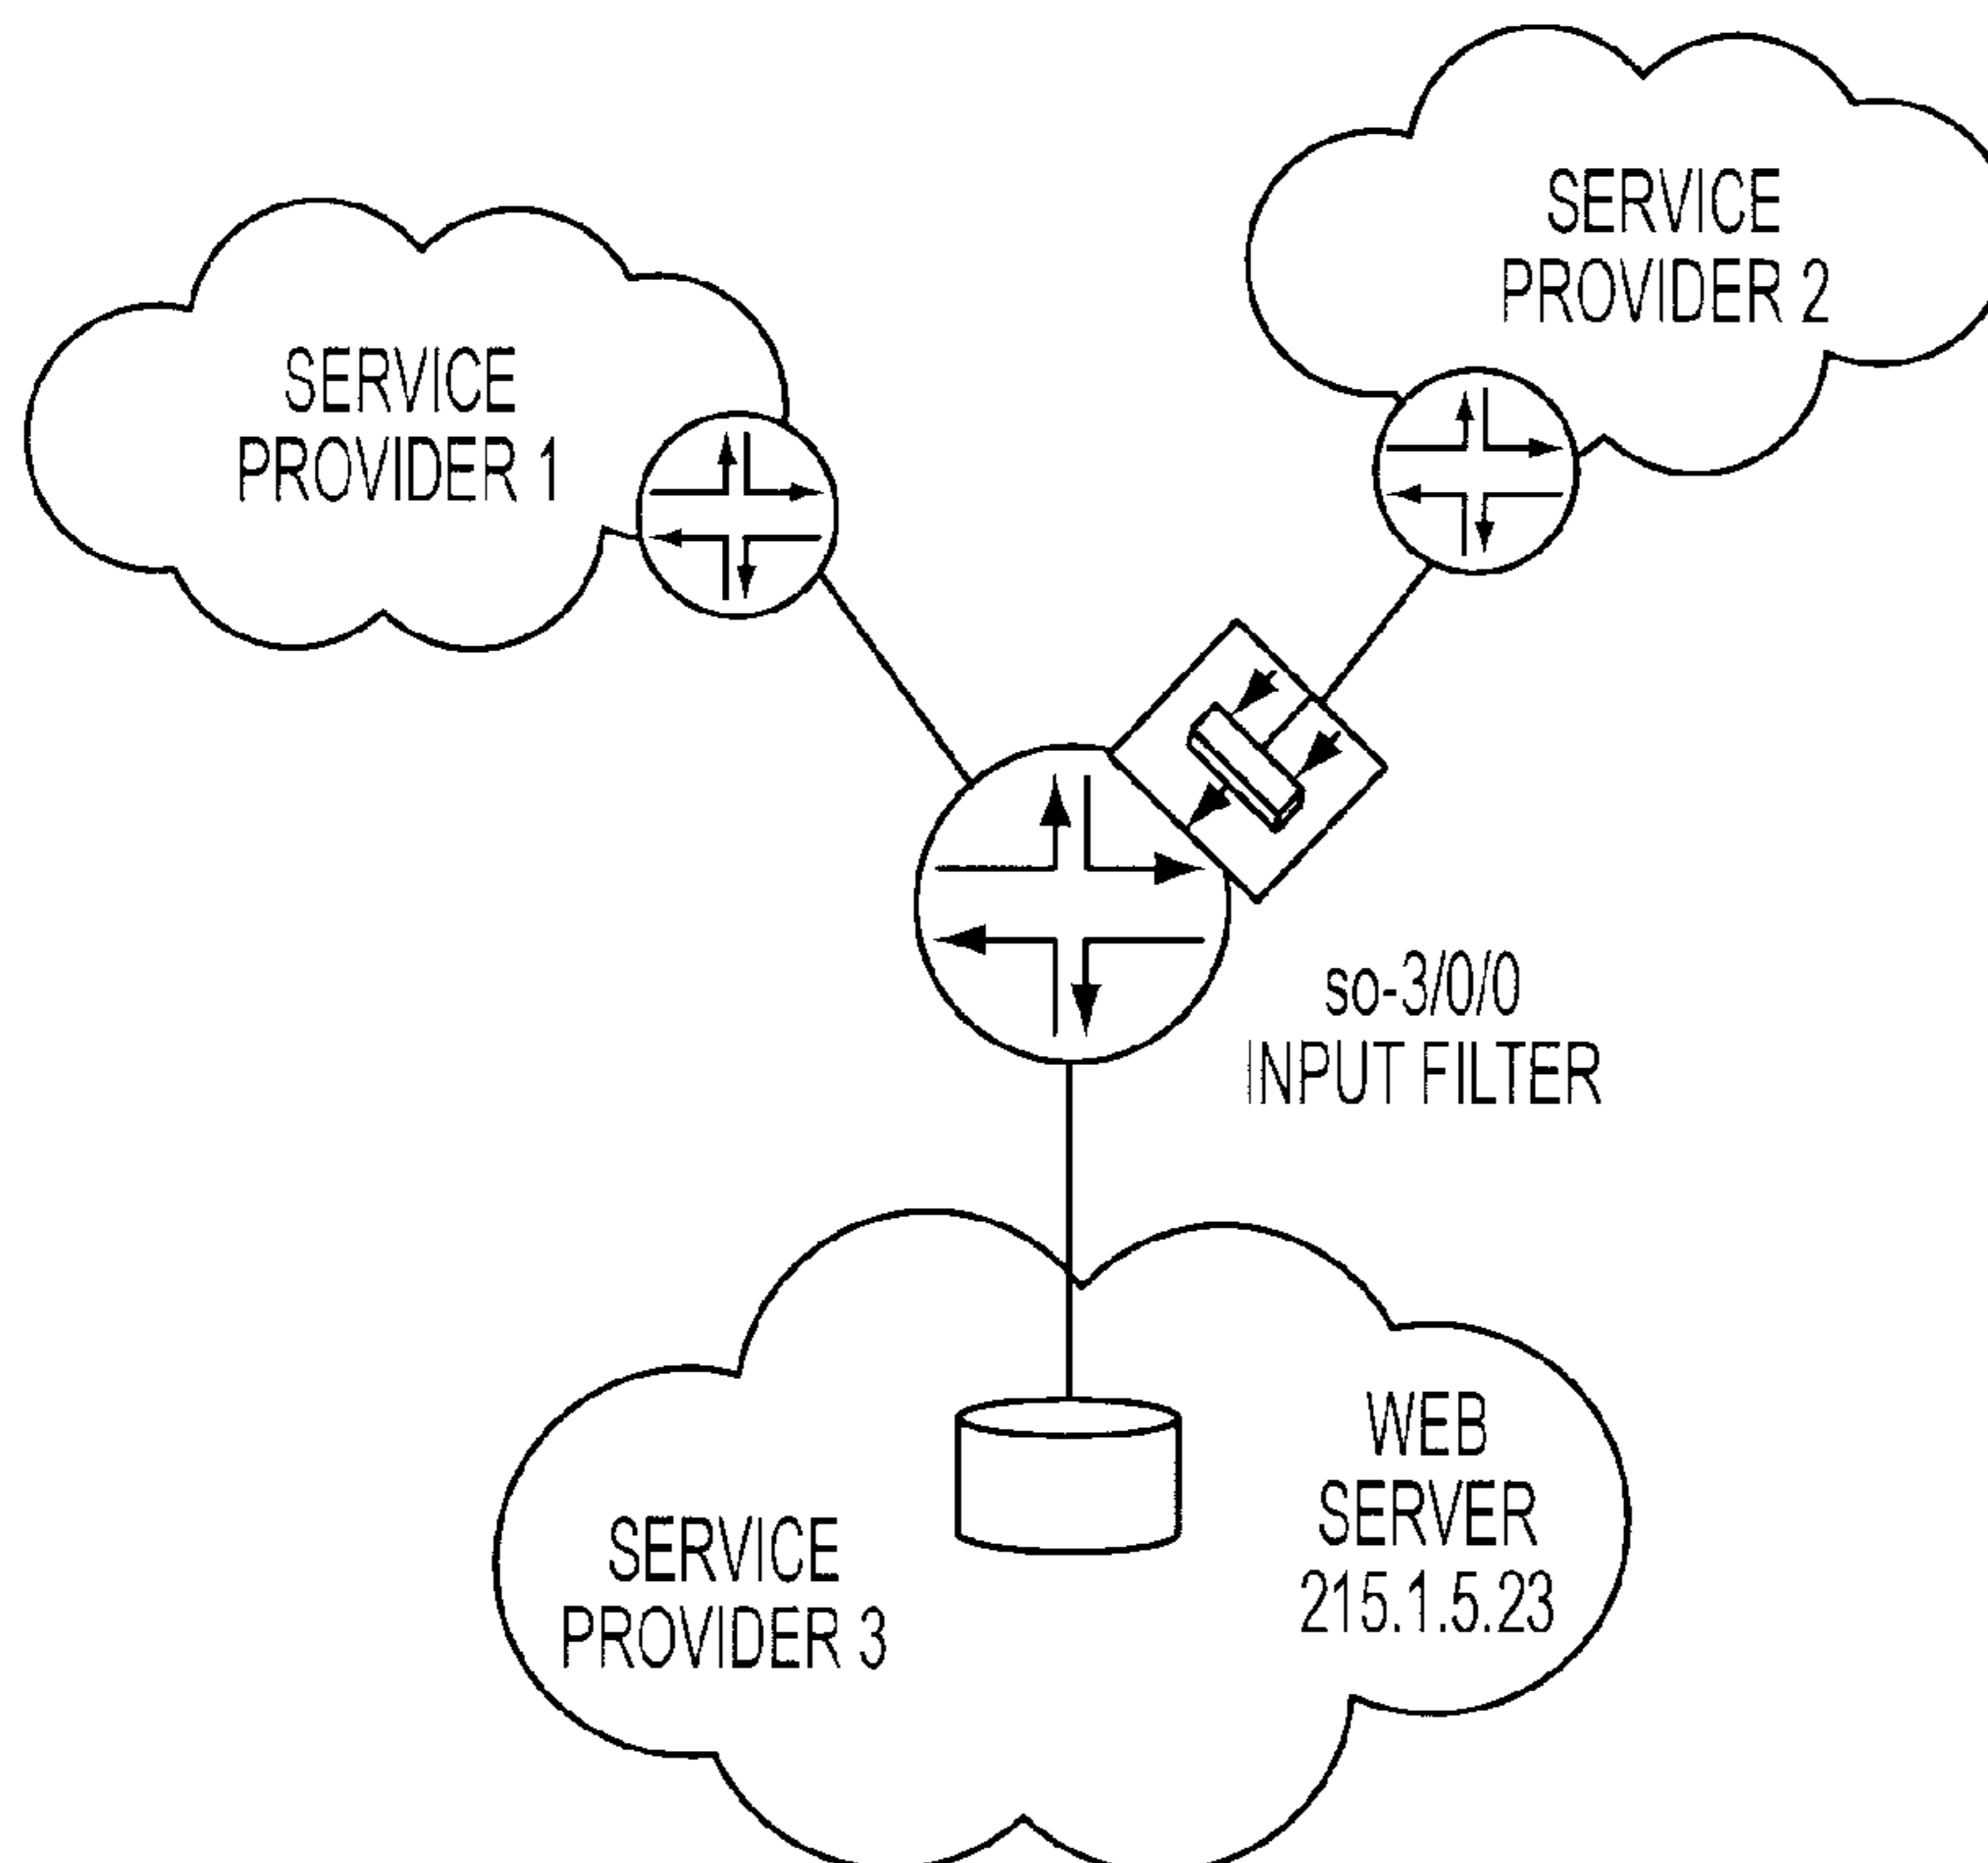 SERVICE
PROVIDER 1
SERVICE
PROVIDER 2
so-3/0/0
INPUT FILTER
SERVICE
PROVIDER 3
WEB
SERVER
215.1.5.23